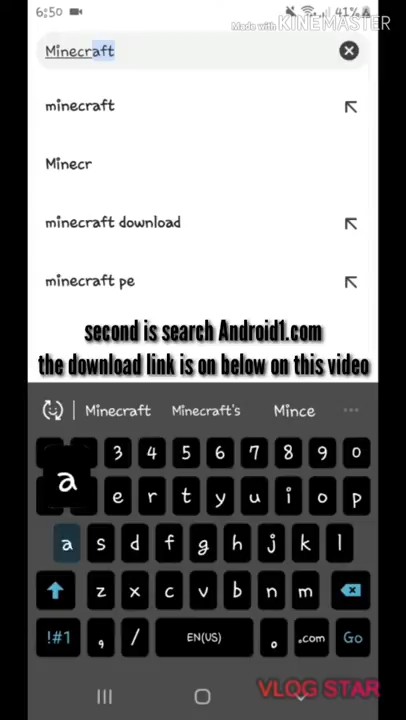 6:50
41%
Made with KINEMASTER
Minecraft
minecraft
Minecr
minecraft download
minecraft pe
second is search Android1.com
the download link is on below on this video
Minecraft Minecraft's Mince ...
3 4 5 6 7 8 9 0
a
e r t y u i o p
a s d f g h j k l
z x c v b n m
!#1 , / EN(US) . .com Go
VLOG STAR